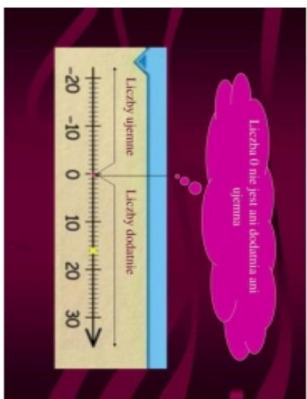 Liczba 0 nie jest ani dodatnia ani
ujemna
Liczby ujemne Liczby dodatnie
-20 -10 0 10 20 30